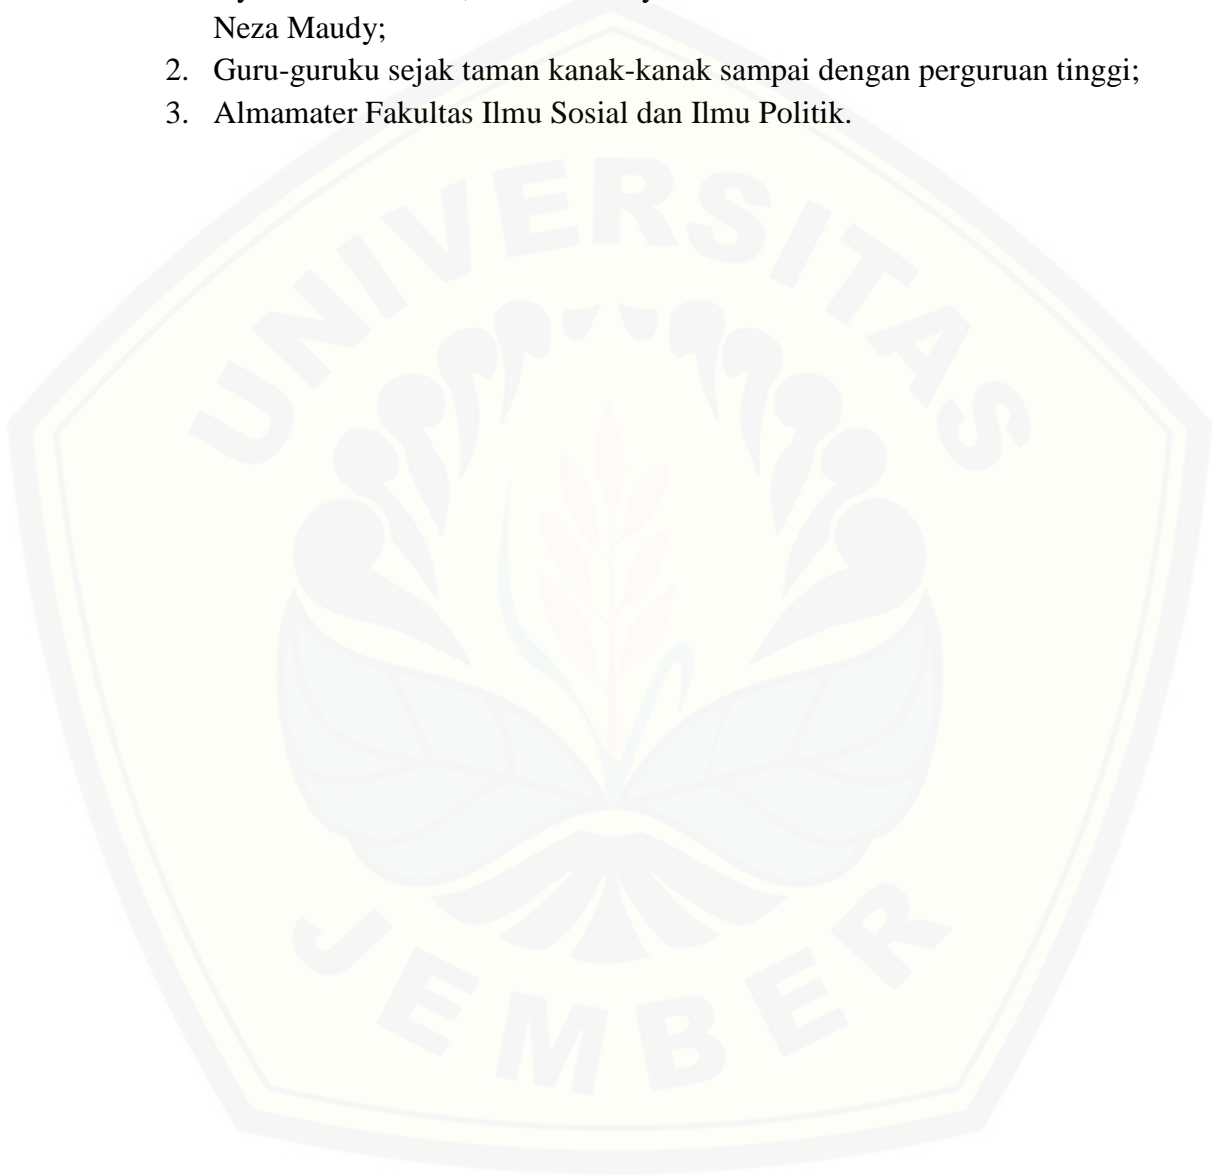 Neza Maudy;
2. Guru-guruku sejak taman kanak-kanak sampai dengan perguruan tinggi;
3. Almamater Fakultas Ilmu Sosial dan Ilmu Politik.
UNIVERSITAS
JEMBER